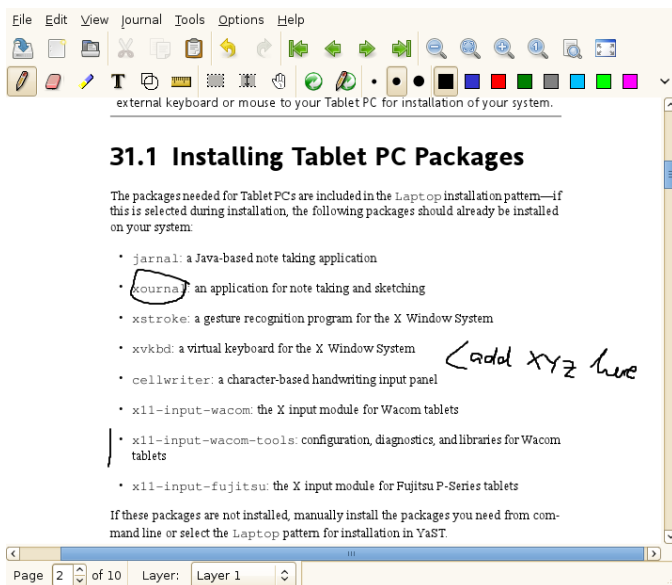 File Edit View Journal Tools Options Help
external keyboard or mouse to your Tablet PC for installation of your system.
31.1 Installing Tablet PC Packages
The packages needed for Tablet PC's are included in the Laptop installation pattern—if
this is selected during installation, the following packages should already be installed
on your system:
• jarnal: a Java-based note taking application
• xournal: an application for note taking and sketching
• xstroke: a gesture recognition program for the X Window System
• xvkbd: a virtual keyboard for the X Window System
<add XYZ here
• cellwriter: a character-based handwriting input panel
• x11-input-wacom: the X input module for Wacom tablets
• x11-input-wacom-tools: configuration, diagnostics, and libraries for Wacom
tablets
• x11-input-fujitsu: the X input module for Fujitsu P-Series tablets
If these packages are not installed, manually install the packages you need from com-
mand line or select the Laptop pattern for installation in YaST.
Page 2 of 10 Layer: Layer 1